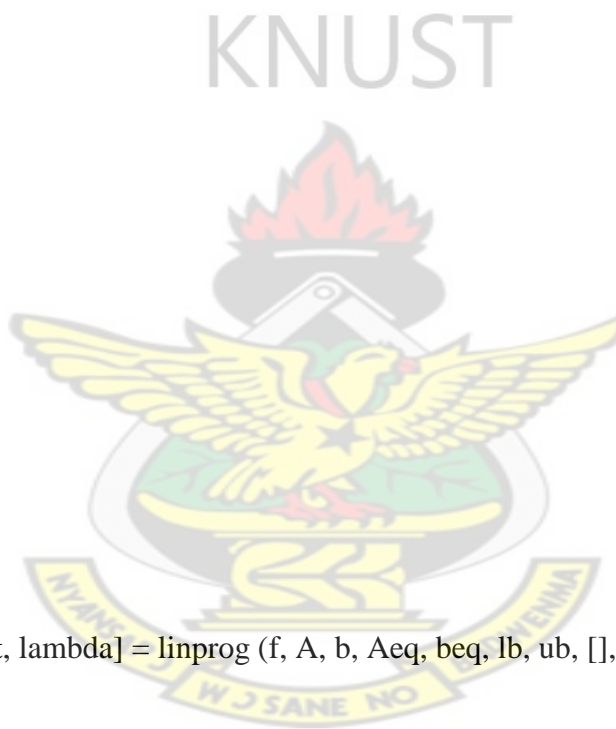 KNUST
t, lambda] = linprog (f, A, b, Aeq, beq, lb, ub, [],
W Ɔ SANE NO